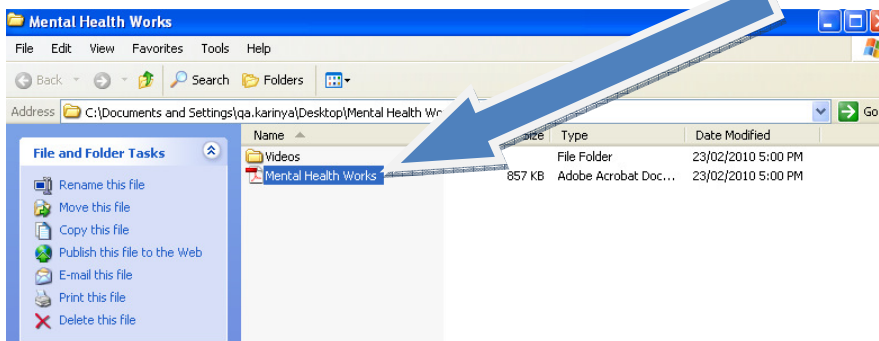 Mental Health Works
File Edit View Favorites Tools Help
Back Search Folders
Address C:\Documents and Settings\qa.karinya\Desktop\Mental Health Wo Go
Name Size Type Date Modified
File and Folder Tasks
Videos File Folder 23/02/2010 5:00 PM
Mental Health Works 857 KB Adobe Acrobat Doc... 23/02/2010 5:00 PM
Rename this file
Move this file
Copy this file
Publish this file to the Web
E-mail this file
Print this file
Delete this file